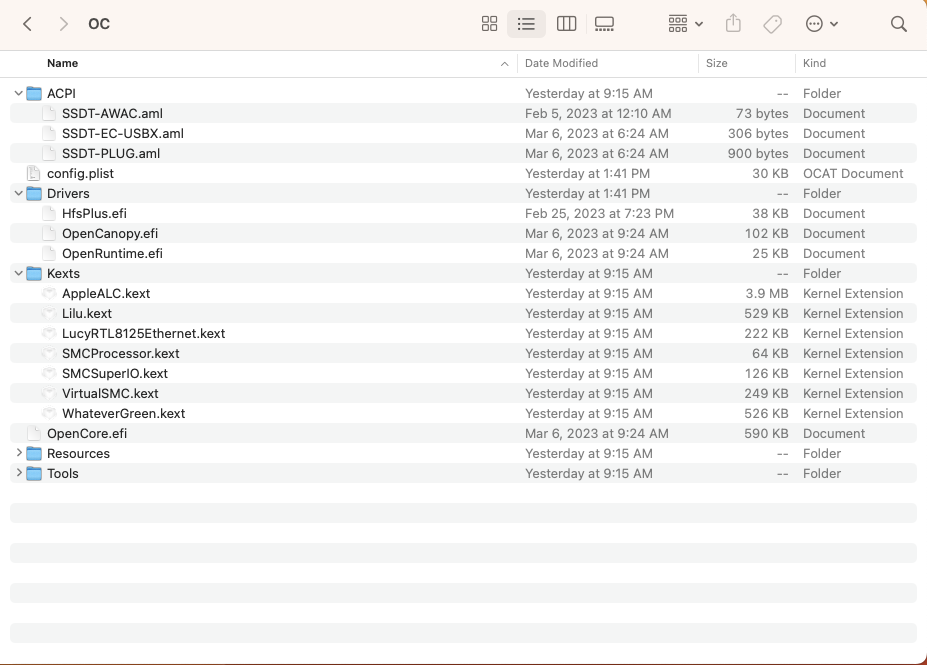 OC
Name Date Modified Size Kind
ACPI Yesterday at 9:15 AM -- Folder
SSDT-AWAC.aml Feb 5, 2023 at 12:10 AM 73 bytes Document
SSDT-EC-USBX.aml Mar 6, 2023 at 6:24 AM 306 bytes Document
SSDT-PLUG.aml Mar 6, 2023 at 6:24 AM 900 bytes Document
config.plist Yesterday at 1:41 PM 30 KB OCAT Document
Drivers Yesterday at 1:41 PM -- Folder
HfsPlus.efi Feb 25, 2023 at 7:23 PM 38 KB Document
OpenCanopy.efi Mar 6, 2023 at 9:24 AM 102 KB Document
OpenRuntime.efi Mar 6, 2023 at 9:24 AM 25 KB Document
Kexts Yesterday at 9:15 AM -- Folder
AppleALC.kext Yesterday at 9:15 AM 3.9 MB Kernel Extension
Lilu.kext Yesterday at 9:15 AM 529 KB Kernel Extension
LucyRTL8125Ethernet.kext Yesterday at 9:15 AM 222 KB Kernel Extension
SMCProcessor.kext Yesterday at 9:15 AM 64 KB Kernel Extension
SMCSuperIO.kext Yesterday at 9:15 AM 126 KB Kernel Extension
VirtualSMC.kext Yesterday at 9:15 AM 249 KB Kernel Extension
WhateverGreen.kext Yesterday at 9:15 AM 526 KB Kernel Extension
OpenCore.efi Mar 6, 2023 at 9:24 AM 590 KB Document
Resources Yesterday at 9:15 AM -- Folder
Tools Yesterday at 9:15 AM -- Folder